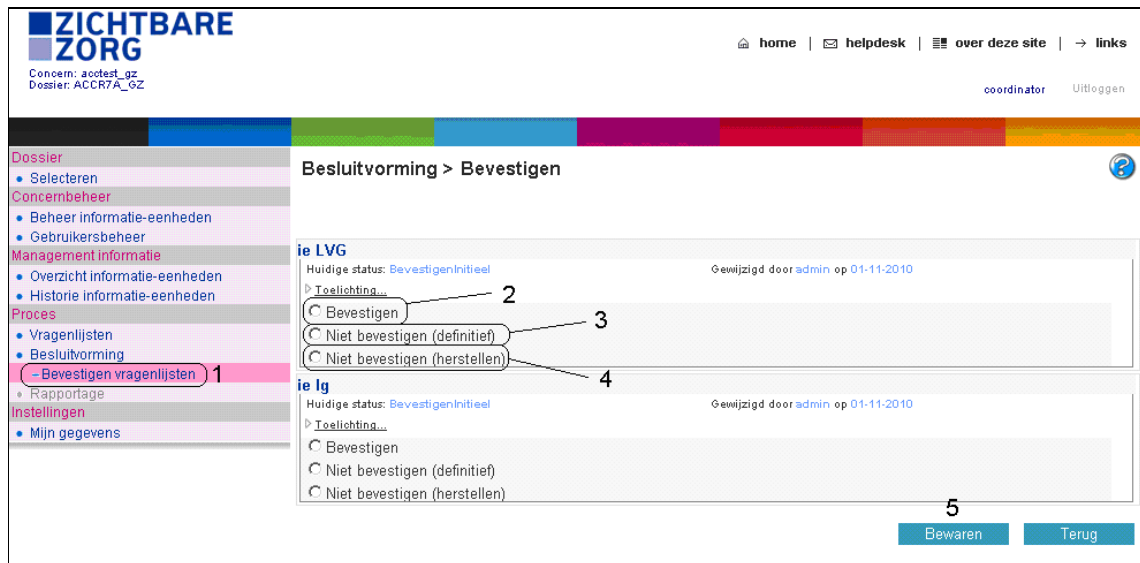 ZICHTBARE
ZORG
Concern: acctest_gz
Dossier: ACCR7A_GZ
home | helpdesk | over deze site | → links
coordinator Uitloggen
Dossier
• Selecteren
Concernbeheer
• Beheer informatie-eenheden
• Gebruikersbeheer
Management informatie
• Overzicht informatie-eenheden
• Historie informatie-eenheden
Proces
• Vragenlijsten
• Besluitvorming
–Bevestigen vragenlijsten 1
• Rapportage
Instellingen
• Mijn gegevens
Besluitvorming > Bevestigen
?
ie LVG
Huidige status: BevestigenInitieel Gewijzigd door admin op 01-11-2010
Toelichting...
2
Bevestigen
3
Niet bevestigen (definitief)
Niet bevestigen (herstellen)
4
ie lg
Huidige status: BevestigenInitieel Gewijzigd door admin op 01-11-2010
Toelichting...
Bevestigen
Niet bevestigen (definitief)
Niet bevestigen (herstellen)
5
Bewaren Terug